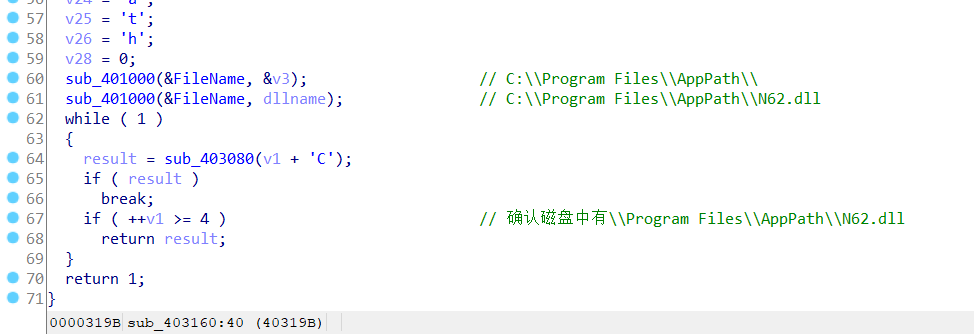 57 v25 = 't';
58 v26 = 'h';
59 v28 = 0;
60 sub_401000(&FileName, &v3); // C:\\Program Files\\AppPath\\
61 sub_401000(&FileName, dllname); // C:\\Program Files\\AppPath\\N62.dll
62 while ( 1 )
63 {
64 result = sub_403080(v1 + 'C');
65 if ( result )
66 break;
67 if ( ++v1 >= 4 ) // 确认磁盘中有\\Program Files\\AppPath\\N62.dll
68 return result;
69 }
70 return 1;
71 }
0000319B sub_403160:40 (40319B)